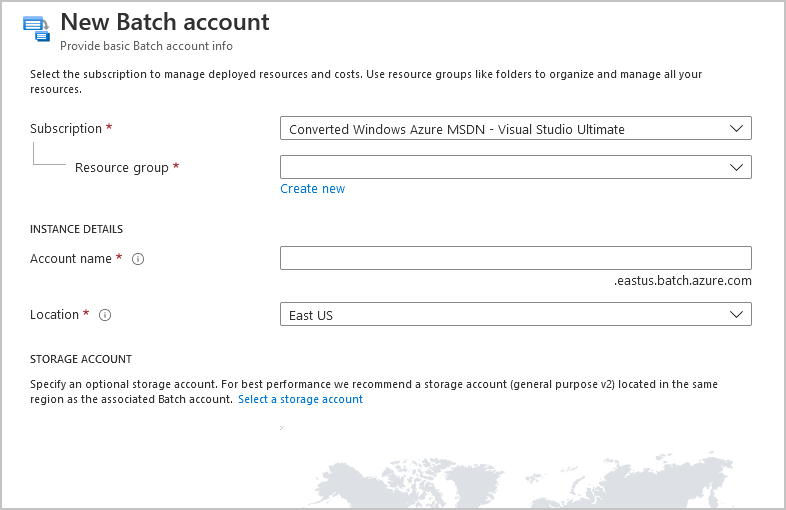 New Batch account
Provide basic Batch account info
Select the subscription to manage deployed resources and costs. Use resource groups like folders to organize and manage all your
resources.
Subscription *
Converted Windows Azure MSDN - Visual Studio Ultimate
Resource group *
Create new
INSTANCE DETAILS
Account name *
.eastus.batch.azure.com
Location *
East US
STORAGE ACCOUNT
Specify an optional storage account. For best performance we recommend a storage account (general purpose v2) located in the same
region as the associated Batch account. Select a storage account